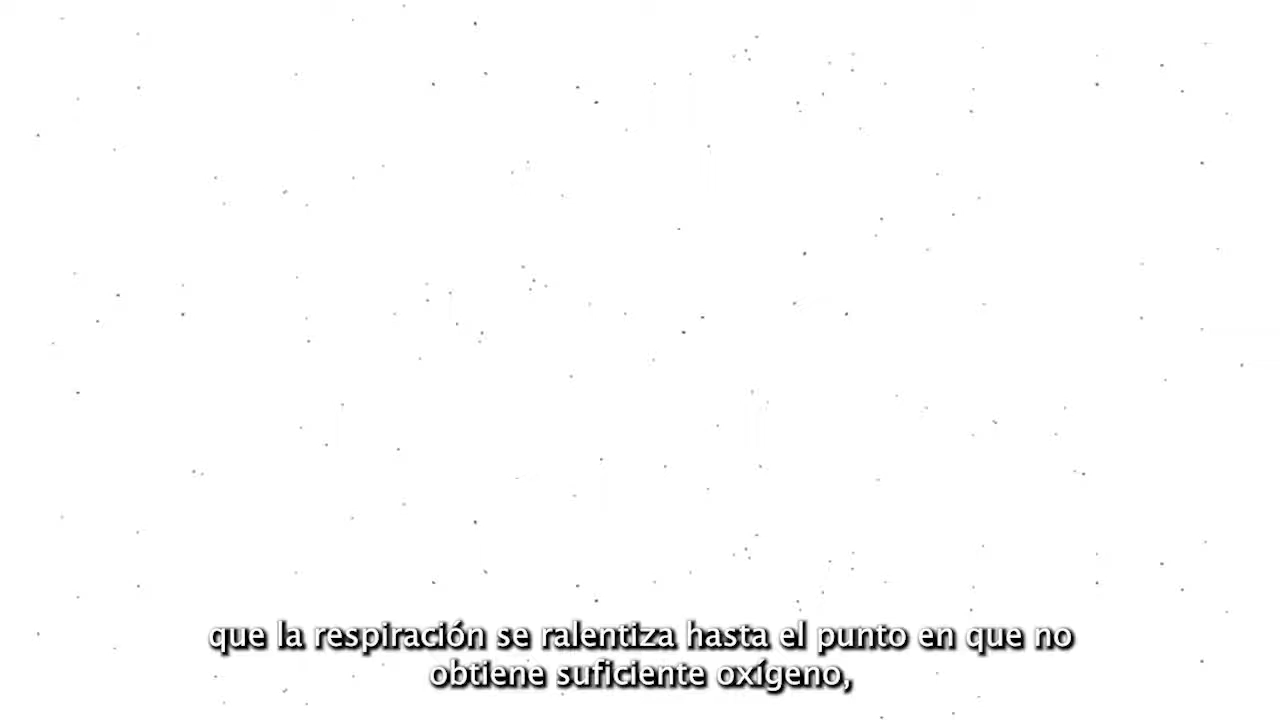 que la respiración se ralentiza hasta el punto en que no
obtiene suficiente oxígeno,